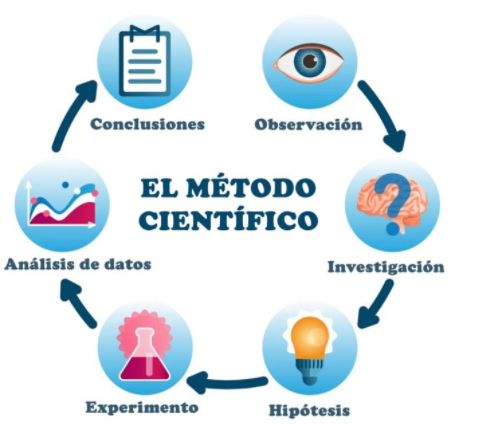 Conclusiones
Observación
EL MÉTODO
CIENTÍFICO
Análisis de datos
Investigación
Experimento
Hipótesis
?